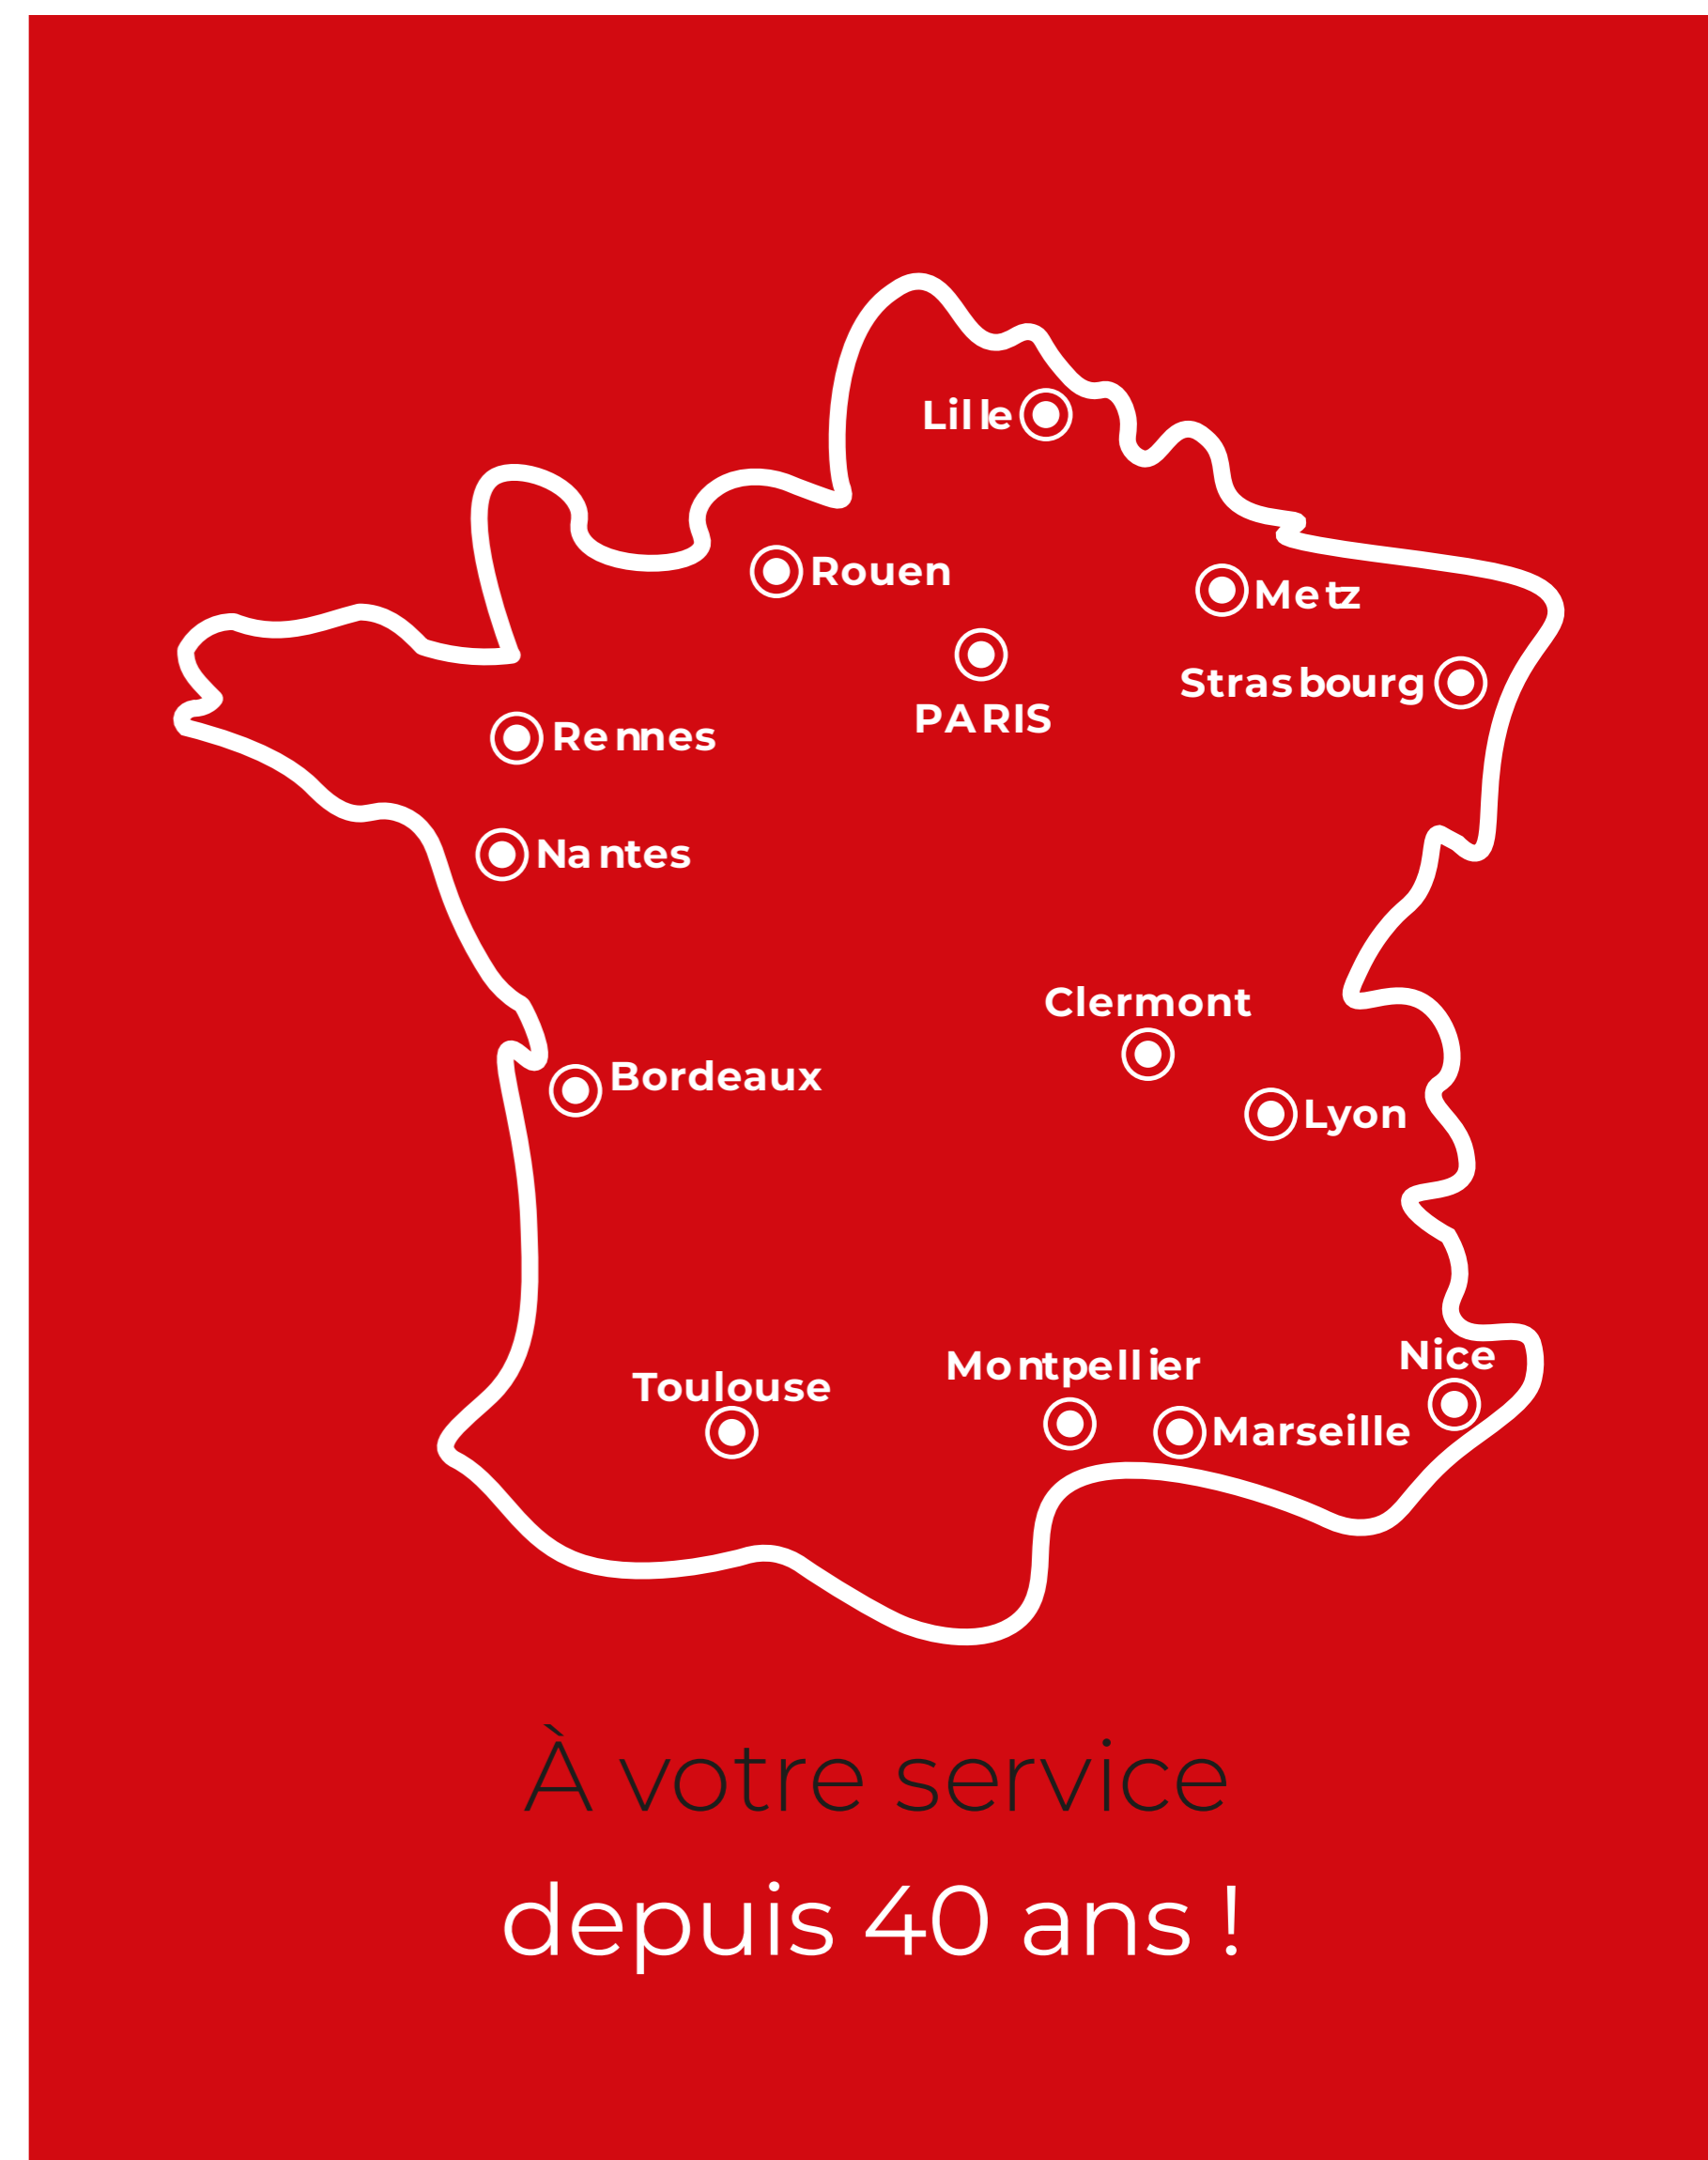 Lille
Rouen
Metz
PARIS
Strasbourg
Rennes
Nantes
Clermont
Bordeaux
Lyon
Nice
Montpellier
Toulouse
Marseille
À votre service
depuis 40 ans !